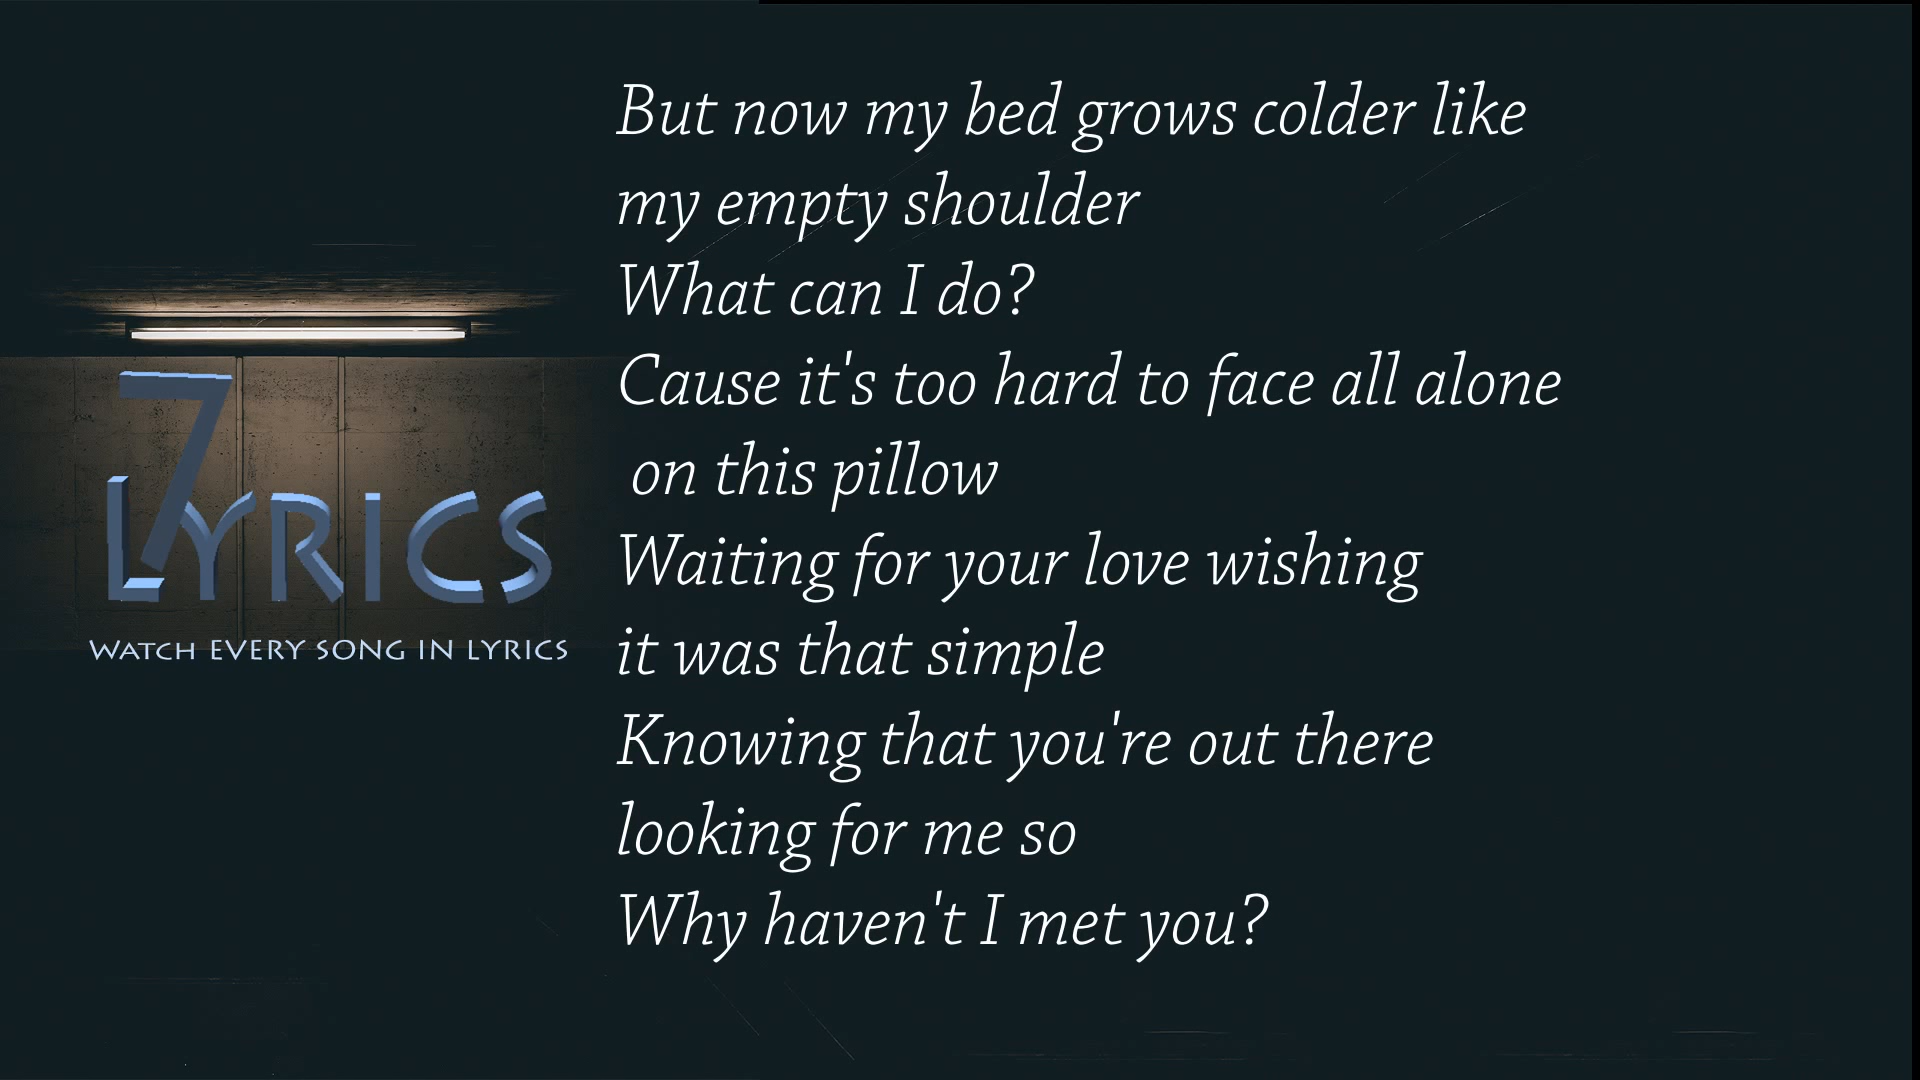 7
LYRICS
WATCH EVERY SONG IN LYRICS
But now my bed grows colder like
my empty shoulder
What can I do?
Cause it's too hard to face all alone
on this pillow
Waiting for your love wishing
it was that simple
Knowing that you're out there
looking for me so
Why haven't I met you?